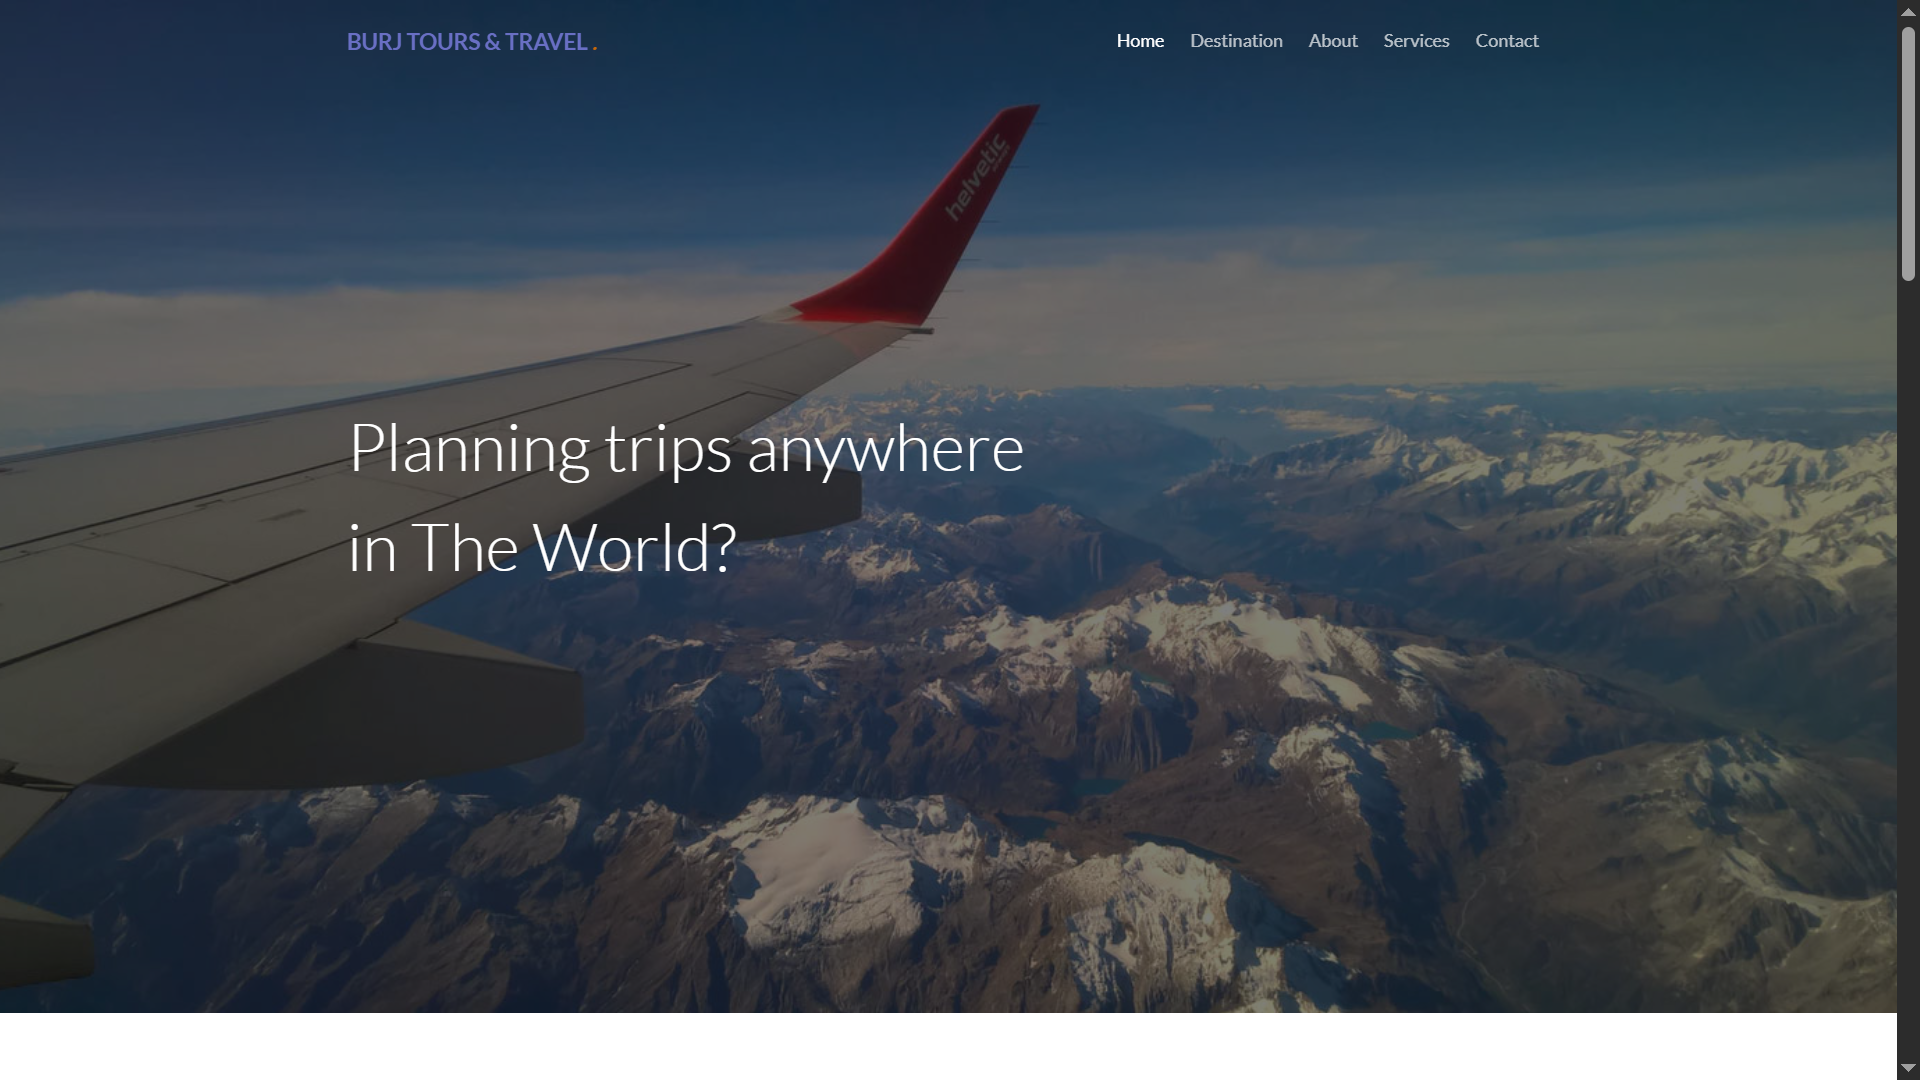 BURJ TOURS & TRAVEL .
Home Destination About Services Contact
helvetic
Planning trips anywhere
in The World?